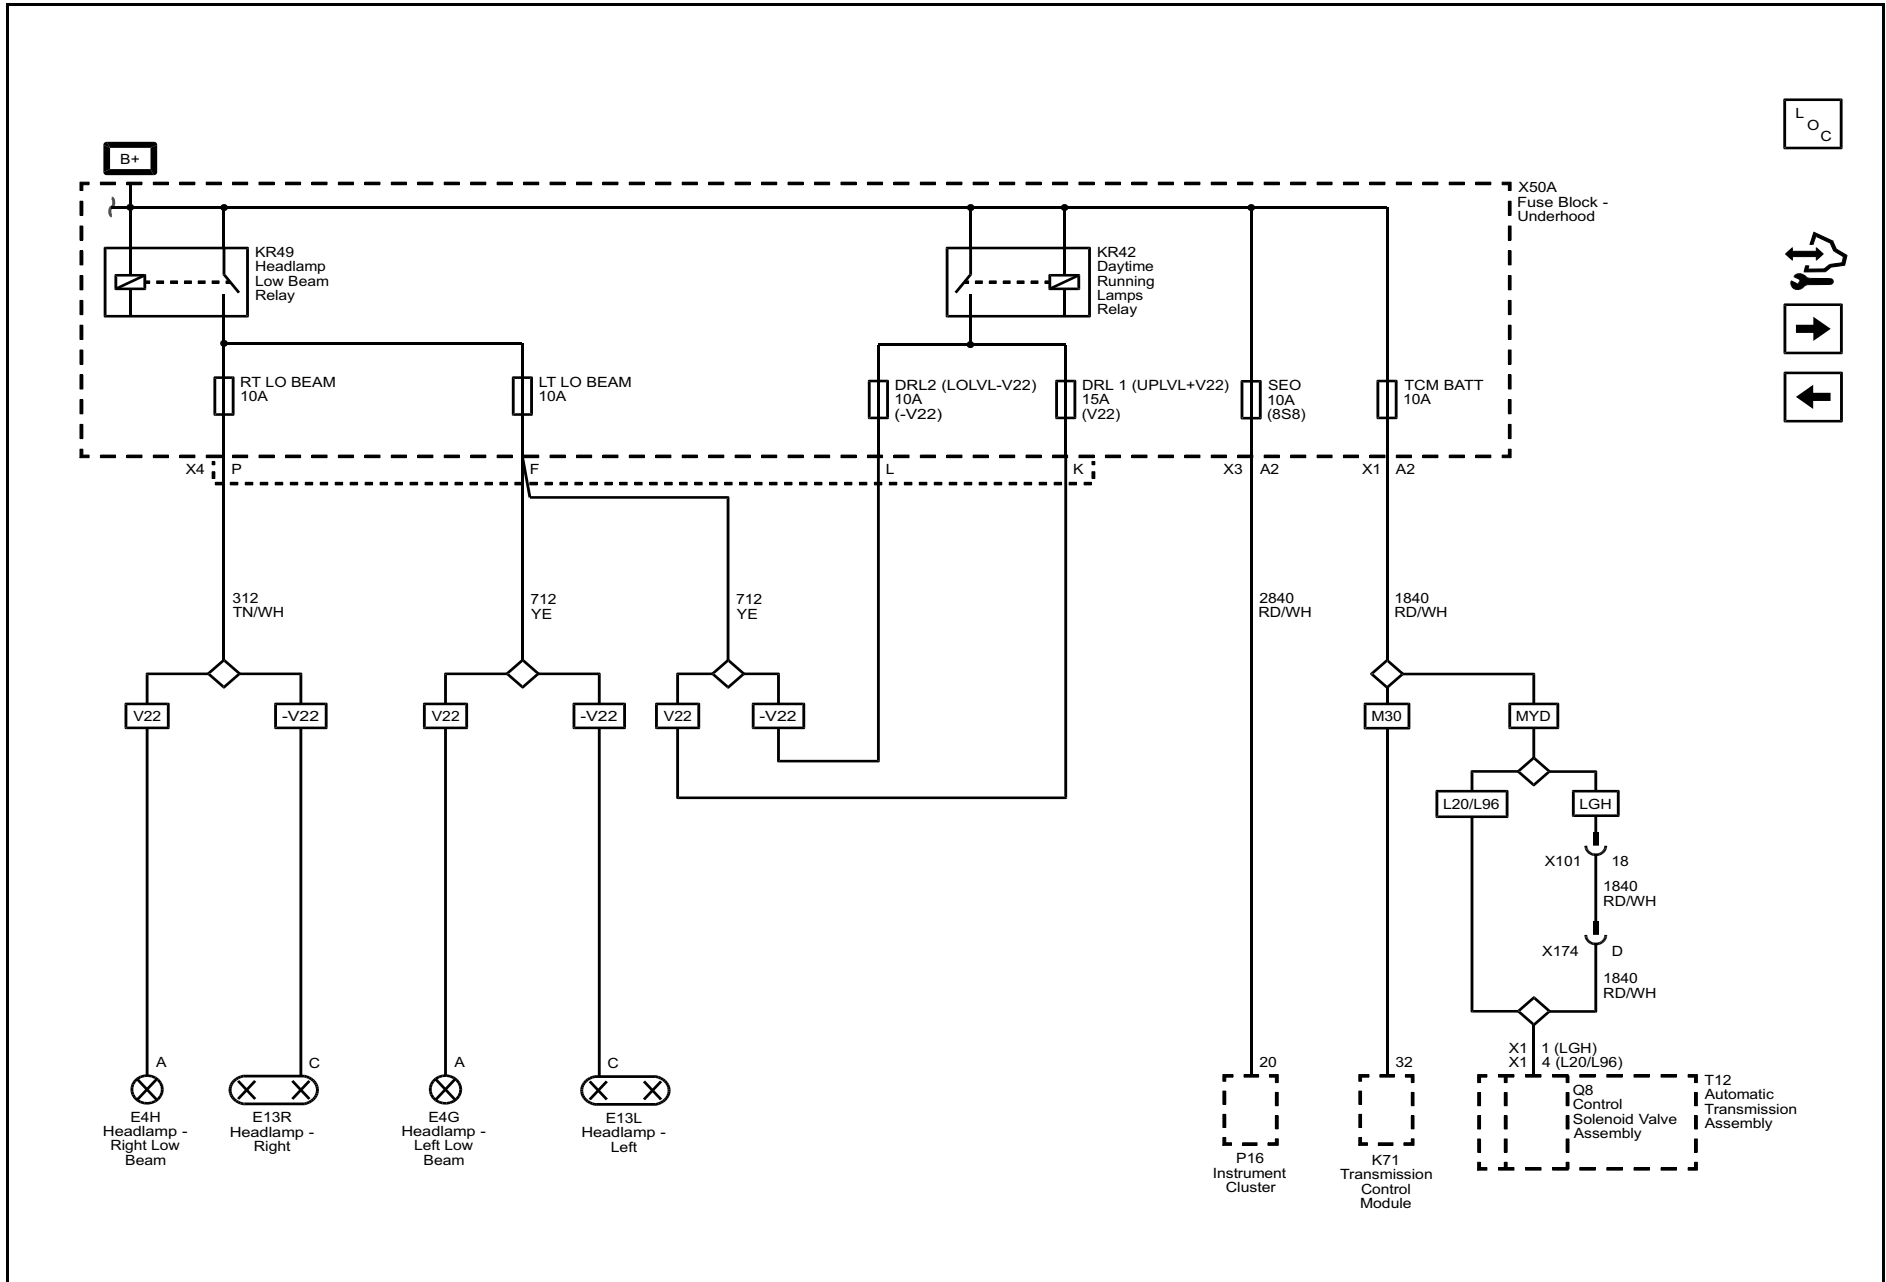 L
O
C
B+
X50A
Fuse Block -
Underhood
KR49
Headlamp
Low Beam
Relay
KR42
Daytime
Running
Lamps
Relay
RT LO BEAM
10A
LT LO BEAM
10A
DRL2 (LOLVL-V22)
10A
(-V22)
DRL 1 (UPLVL+V22)
15A
(V22)
SEO
10A
(8S8)
TCM BATT
10A
X4 P
F
L
K
X3 A2
X1 A2
312
TN/WH
712
YE
712
YE
2840
RD/WH
1840
RD/WH
V22
-V22
V22
-V22
V22
-V22
M30
MYD
L20/L96
LGH
X101 18
1840
RD/WH
X174 D
1840
RD/WH
X1 1 (LGH)
X1 4 (L20/L96)
A
C
A
C
20
32
E4H
Headlamp -
Right Low
Beam
E13R
Headlamp -
Right
E4G
Headlamp -
Left Low
Beam
E13L
Headlamp -
Left
P16
Instrument
Cluster
K71
Transmission
Control
Module
Q8
Control
Solenoid Valve
Assembly
T12
Automatic
Transmission
Assembly